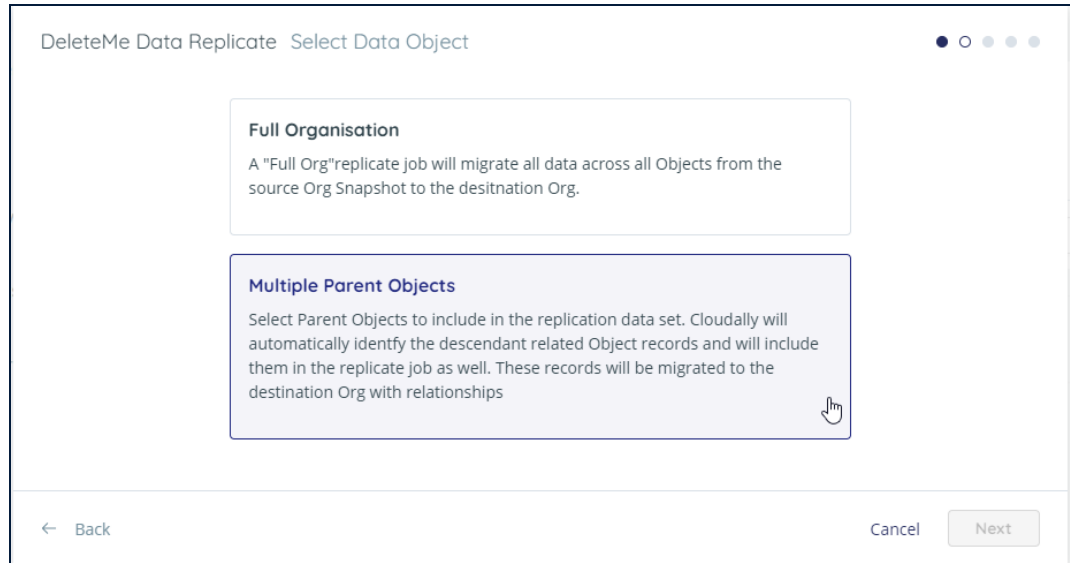 DeleteMe Data Replicate Select Data Object
Full Organisation
A "Full Org"replicate job will migrate all data across all Objects from the
source Org Snapshot to the desitnation Org.
Multiple Parent Objects
Select Parent Objects to include in the replication data set. Cloudally will
automatically identfy the descendant related Object records and will include
them in the replicate job as well. These records will be migrated to the
destination Org with relationships
← Back
Cancel
Next